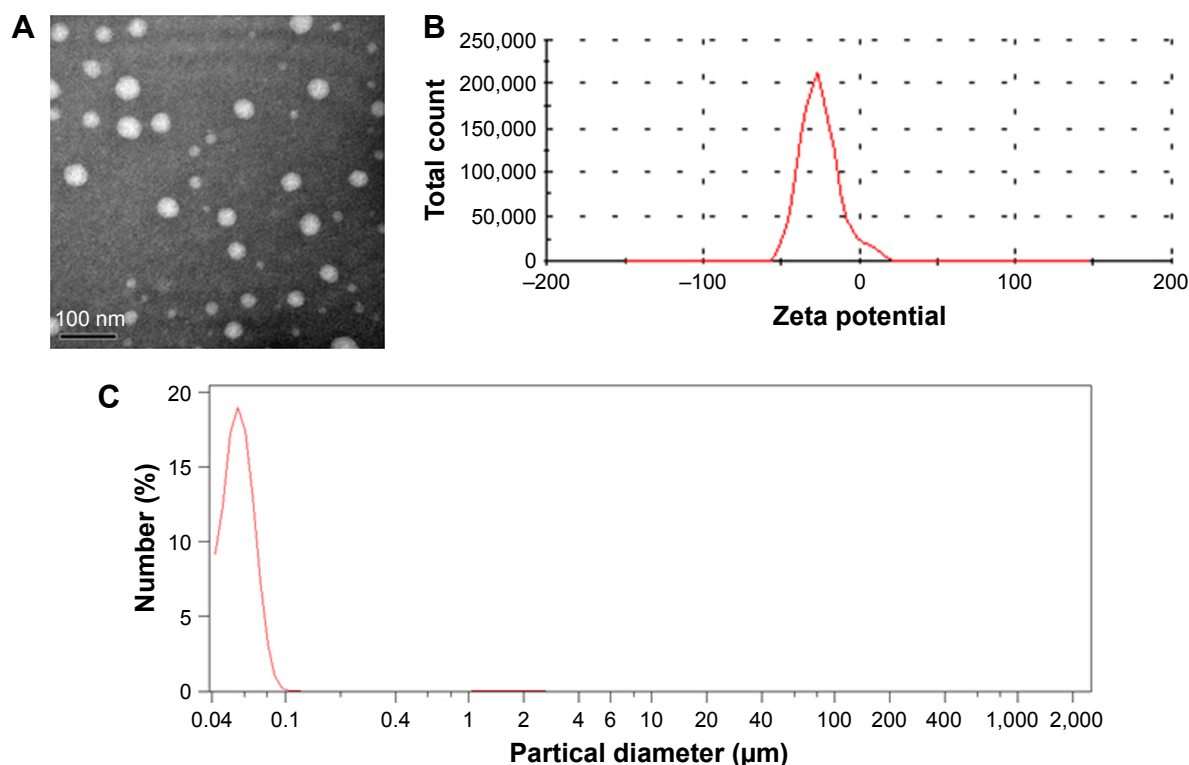 A
100 nm
B
250,000
200,000
150,000
100,000
50,000
0
Total count
–200 –100 0 100 200
Zeta potential
C
20
15
10
5
0
Number (%)
0.04 0.1 0.4 1 2 4 6 10 20 40 100 200 400 1,000 2,000
Partical diameter (µm)